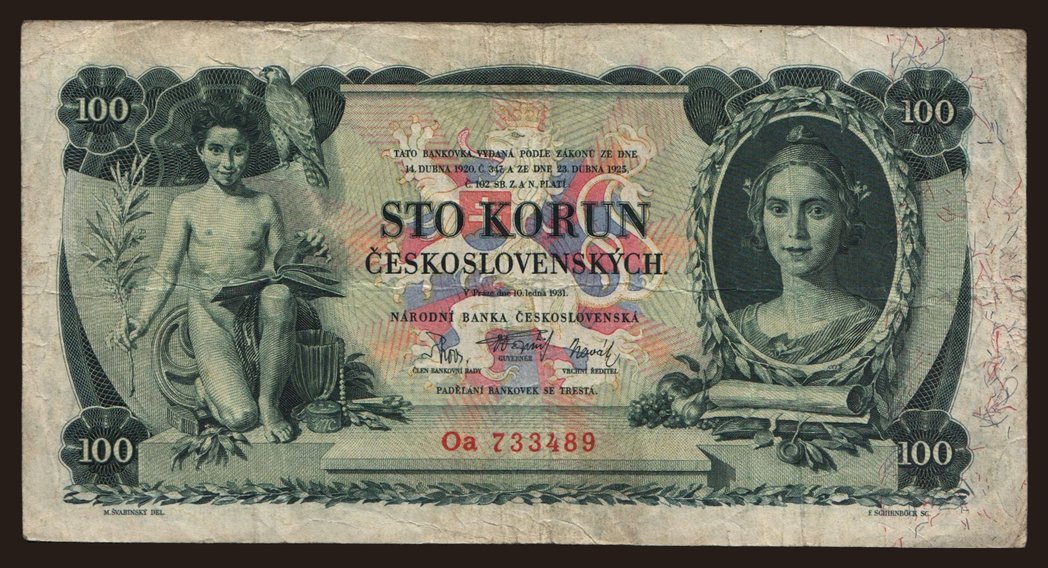 100
100
TATO BANKOVKA, VYDANÁ PODLE ZÁKONŮ ZE DNE
14. DUBNA 1920, Č. 347, A ZE DNE 23. DUBNA 1925,
Č. 102 SB. Z. A N., PLATÍ
STO KORUN
ČESKOSLOVENSKÝCH.
V Praze dne 10. ledna 1931.
NÁRODNÍ BANKA ČESKOSLOVENSKÁ
ČLEN BANKOVNÍ RADY GUVERNÉR VRCHNÍ ŘEDITEL
PADĚLÁNÍ BANKOVEK SE TRESTÁ.
Oa 733489
100
100
M. ŠVABINSKÝ DEL.
F. SCHIRNBÖCK SC.